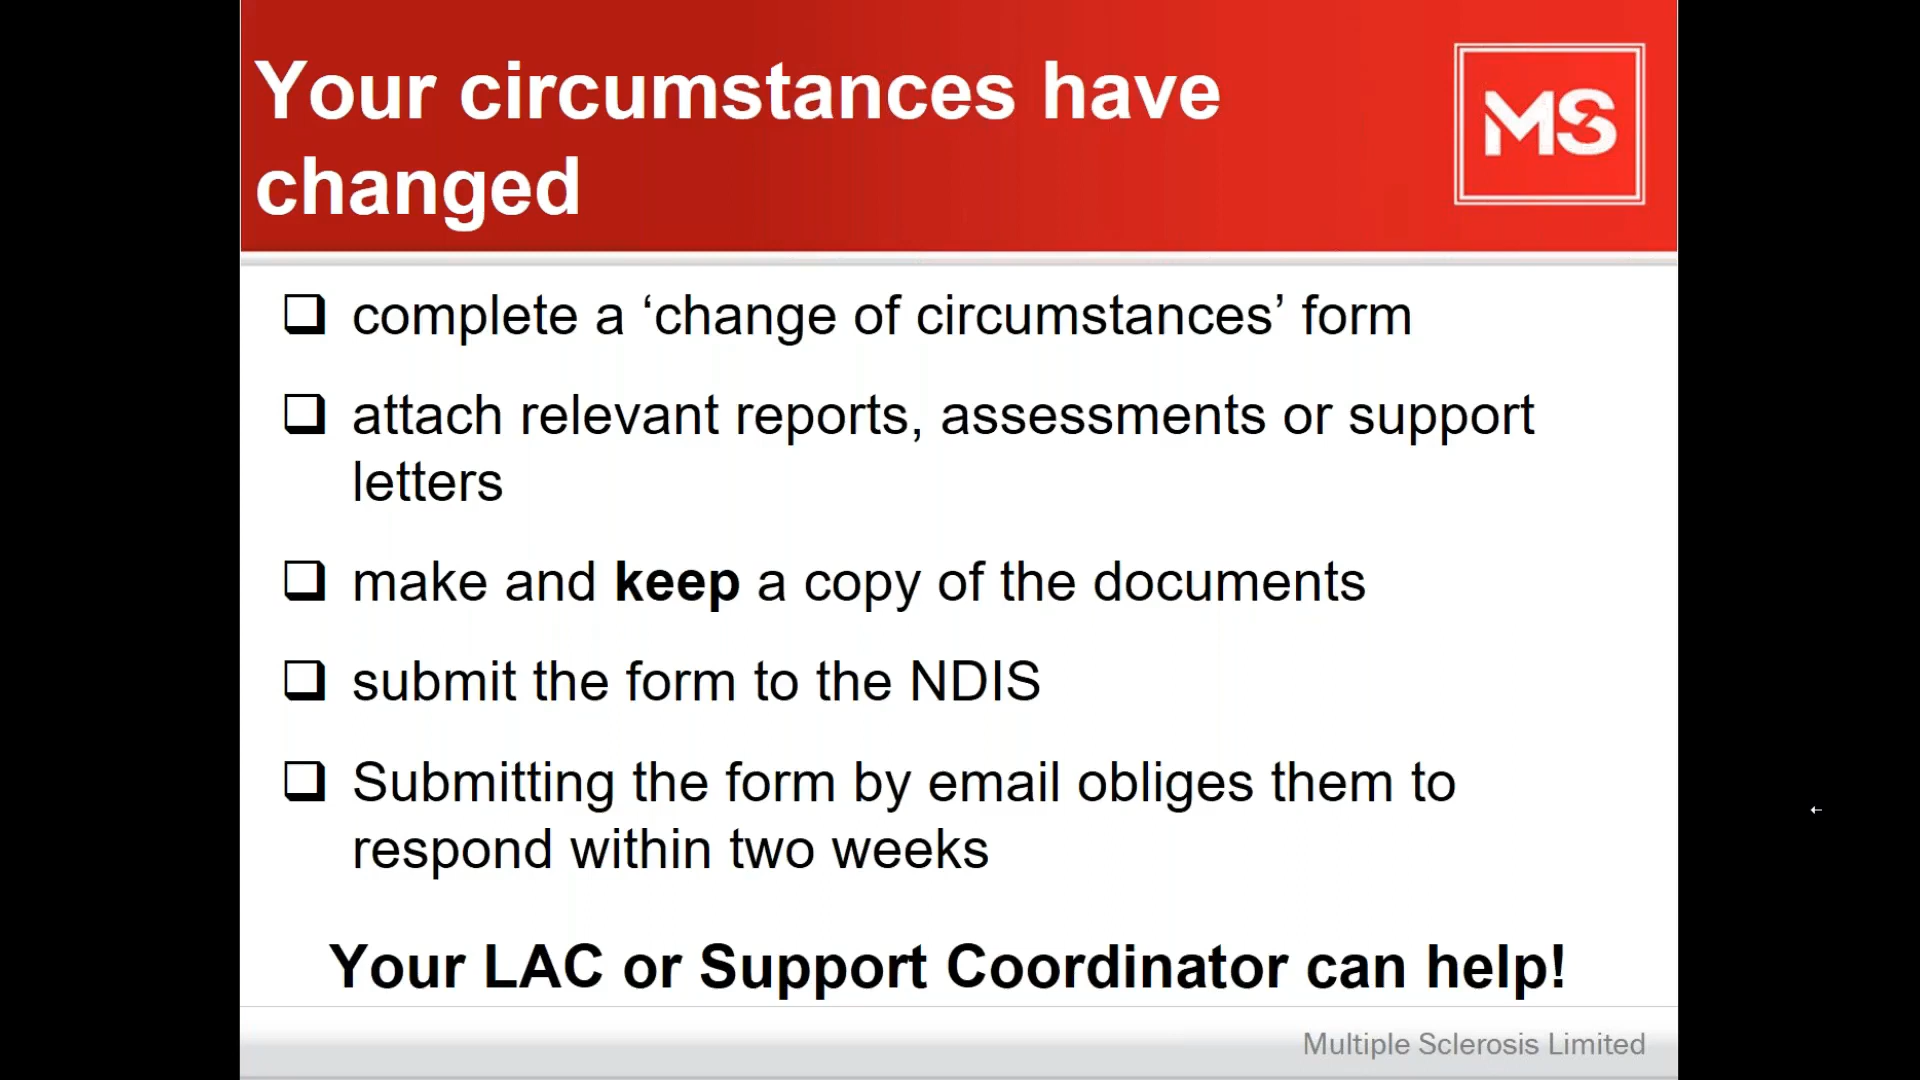 Your circumstances have
changed
MS
❑ complete a ‘change of circumstances’ form
❑ attach relevant reports, assessments or support
letters
❑ make and keep a copy of the documents
❑ submit the form to the NDIS
❑ Submitting the form by email obliges them to
respond within two weeks
Your LAC or Support Coordinator can help!
Multiple Sclerosis Limited